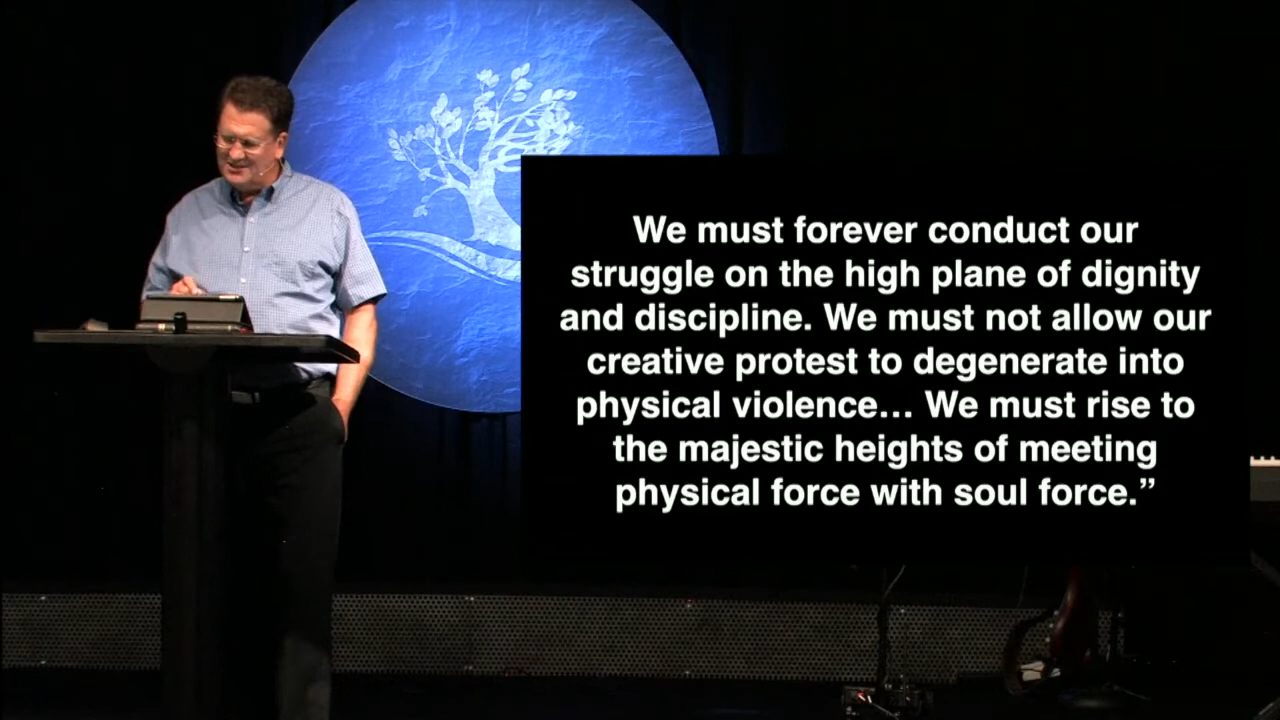 We must forever conduct our
struggle on the high plane of dignity
and discipline. We must not allow our
creative protest to degenerate into
physical violence… We must rise to
the majestic heights of meeting
physical force with soul force.”